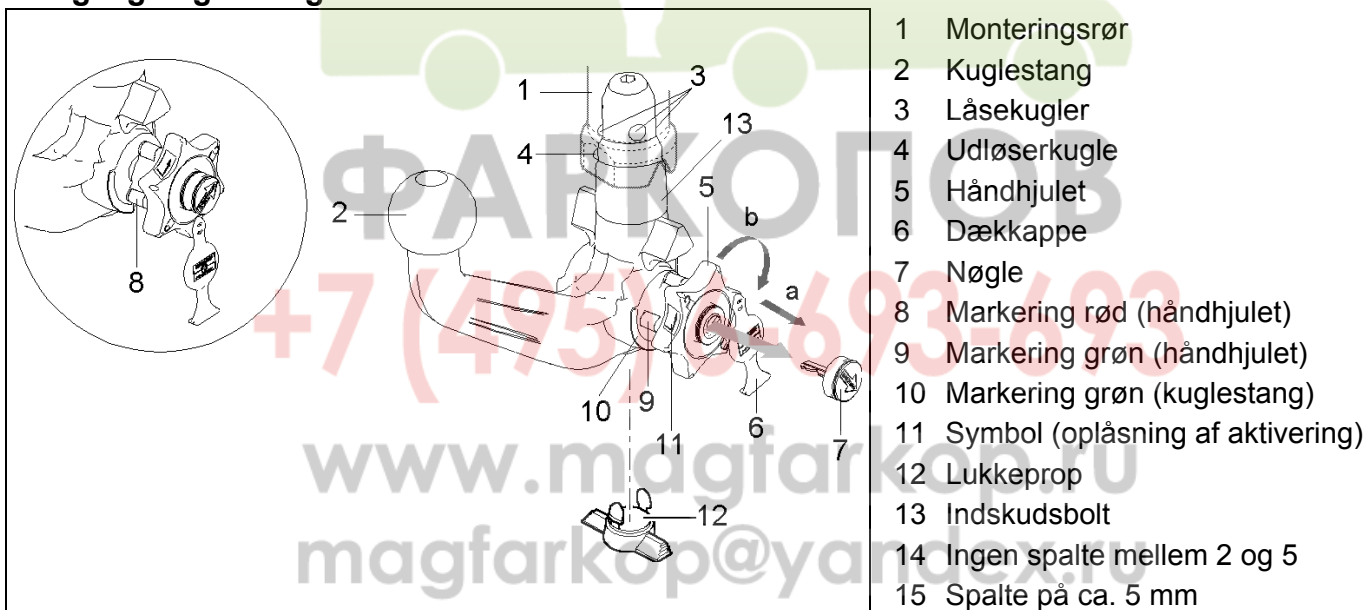 1 Monteringsrør
2 Kuglestang
3 Låsekugler
4 Udløserkugle
5 Håndhjulet
6 Dækkappe
7 Nøgle
8 Markering rød (håndhjulet)
9 Markering grøn (håndhjulet)
10 Markering grøn (kuglestang)
11 Symbol (oplåsning af aktivering)
12 Lukkeprop
13 Indskudsbolt
14 Ingen spalte mellem 2 og 5
15 Spalte på ca. 5 mm
1
3
13
4
5
2
b
a
8
10
9
11
6
7
12
ФАРКОПОВ
www.magfarkop.ru
magfarkop@yandex.ru